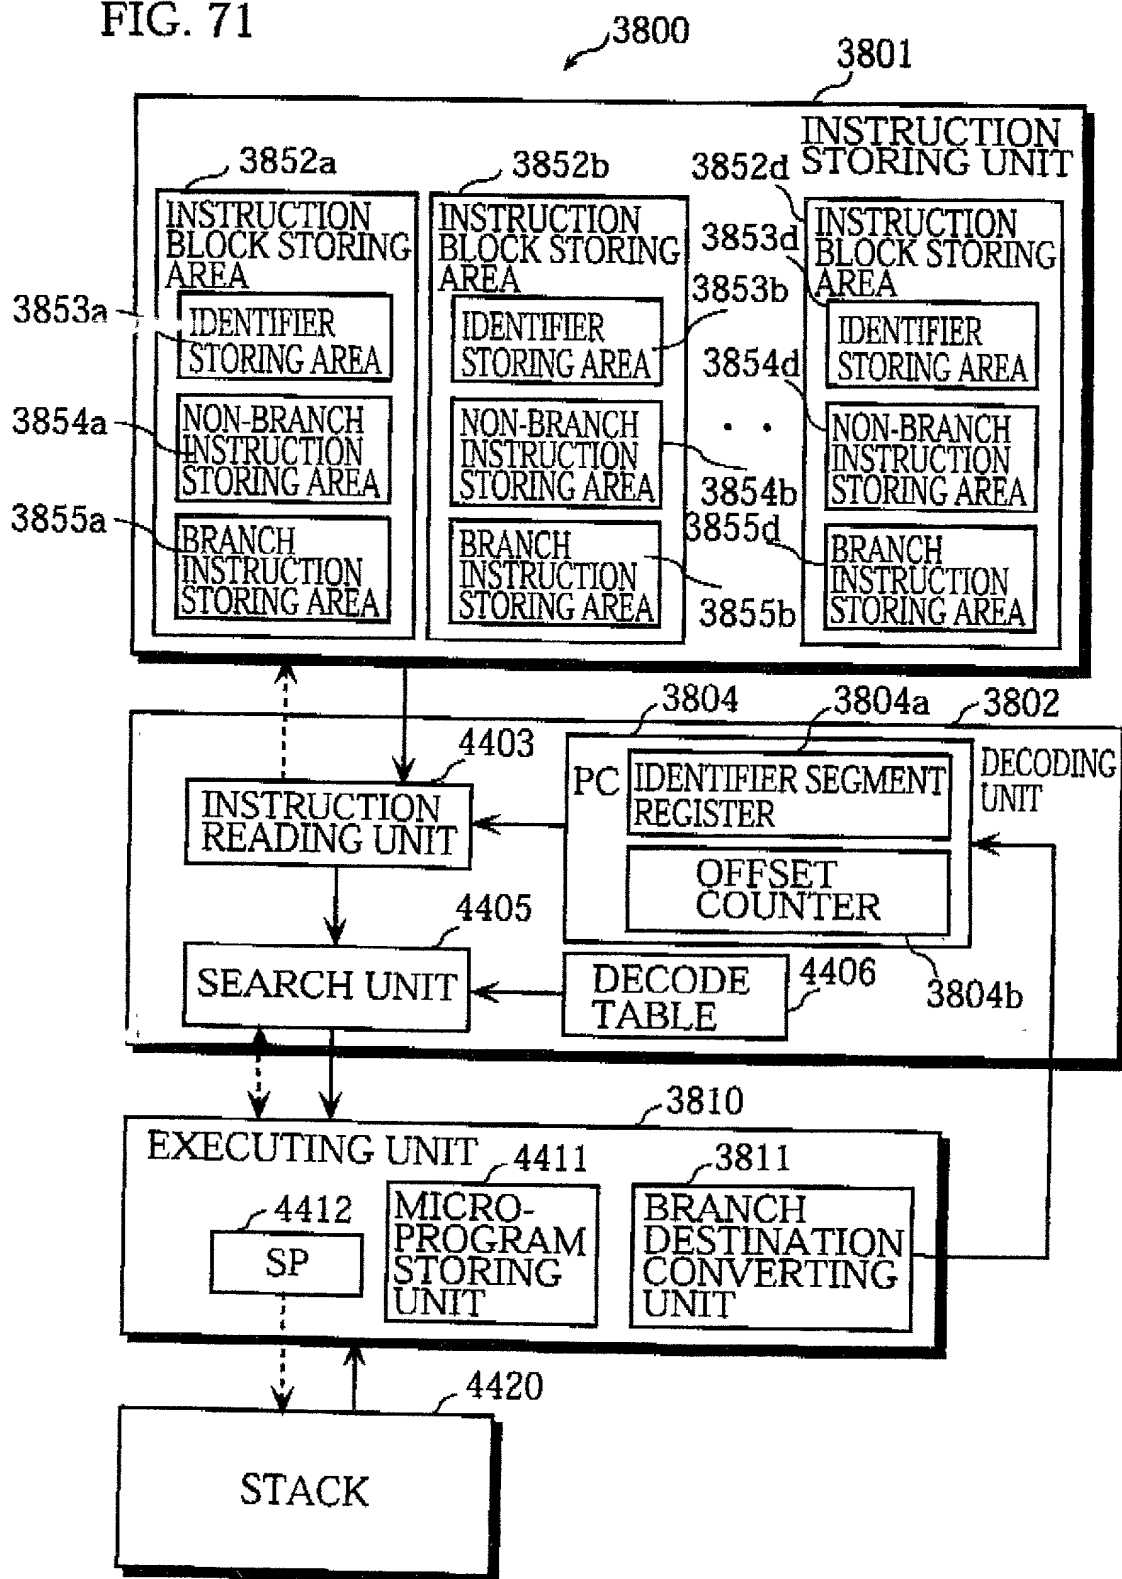 FIG. 71
3800
3801
INSTRUCTION
STORING UNIT
3852a
3852b
3852d
INSTRUCTION
BLOCK STORING
AREA
INSTRUCTION
BLOCK STORING
AREA
INSTRUCTION
BLOCK STORING
AREA
3853a
3853b
3853d
IDENTIFIER
STORING AREA
IDENTIFIER
STORING AREA
IDENTIFIER
STORING AREA
3854a
3854b
3854d
NON-BRANCH
INSTRUCTION
STORING AREA
NON-BRANCH
INSTRUCTION
STORING AREA
NON-BRANCH
INSTRUCTION
STORING AREA
3855a
3855b
3855d
BRANCH
INSTRUCTION
STORING AREA
BRANCH
INSTRUCTION
STORING AREA
BRANCH
INSTRUCTION
STORING AREA
3804
3804a
3802
4403
INSTRUCTION
READING UNIT
PC
IDENTIFIER SEGMENT
REGISTER
DECODING
UNIT
OFFSET
COUNTER
4405
SEARCH UNIT
DECODE
TABLE
4406
3804b
3810
EXECUTING UNIT
4411
3811
4412
SP
MICRO-
PROGRAM
STORING
UNIT
BRANCH
DESTINATION
CONVERTING
UNIT
4420
STACK